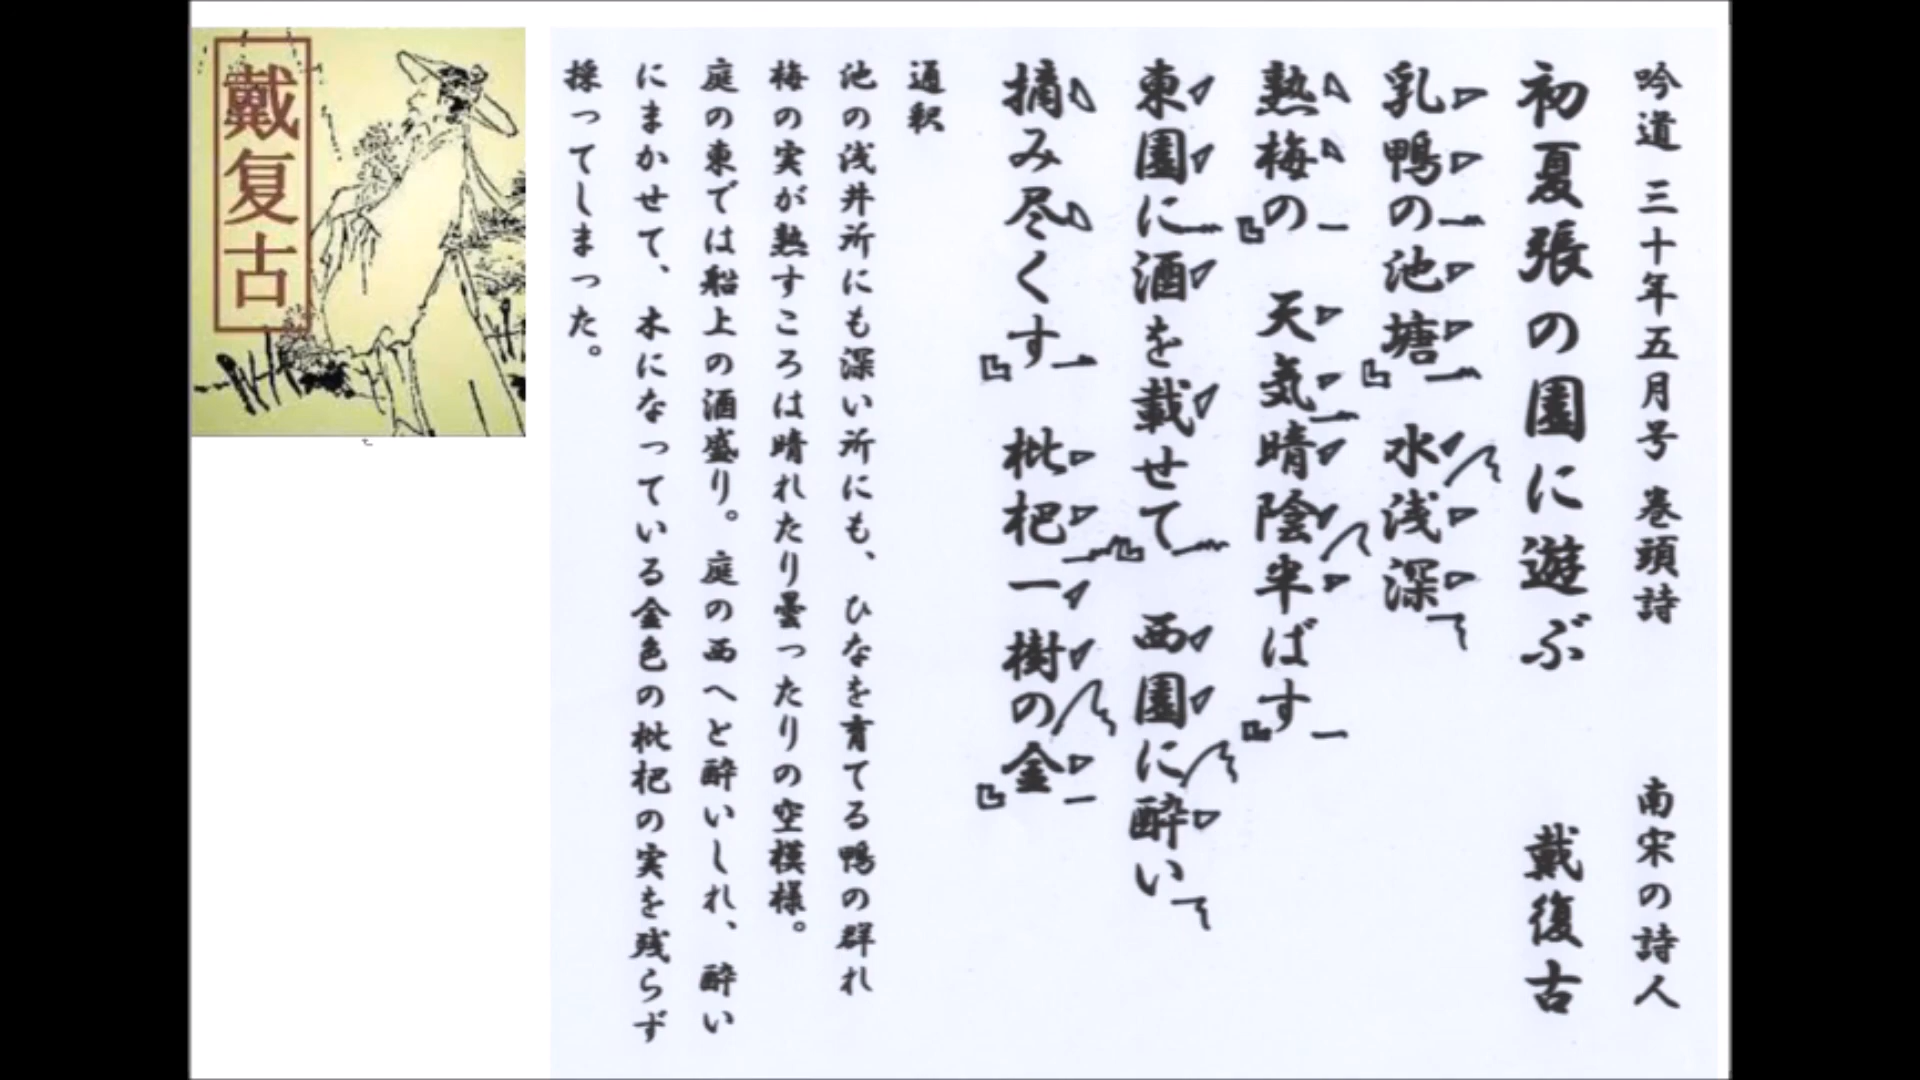 吟道 三十年五月号 巻頭詩 南宋の詩人
初夏張の園に遊ぶ 戴復古
乳鴨の池塘 水浅深
熟梅の 天気晴陰半ばす
東園に酒を載せて 西園に酔い
摘み尽くす 枇杷一樹の金
通釈
池の浅井所にも深い所にも、ひなを育てる鴨の群れ
梅の実が熟すころは晴れたり曇ったりの空模様。
庭の東では船上の酒盛り。庭の西へと酔いしれ、酔い
にまかせて、木になっている金色の枇杷の実を残らず
採ってしまった。
戴复古